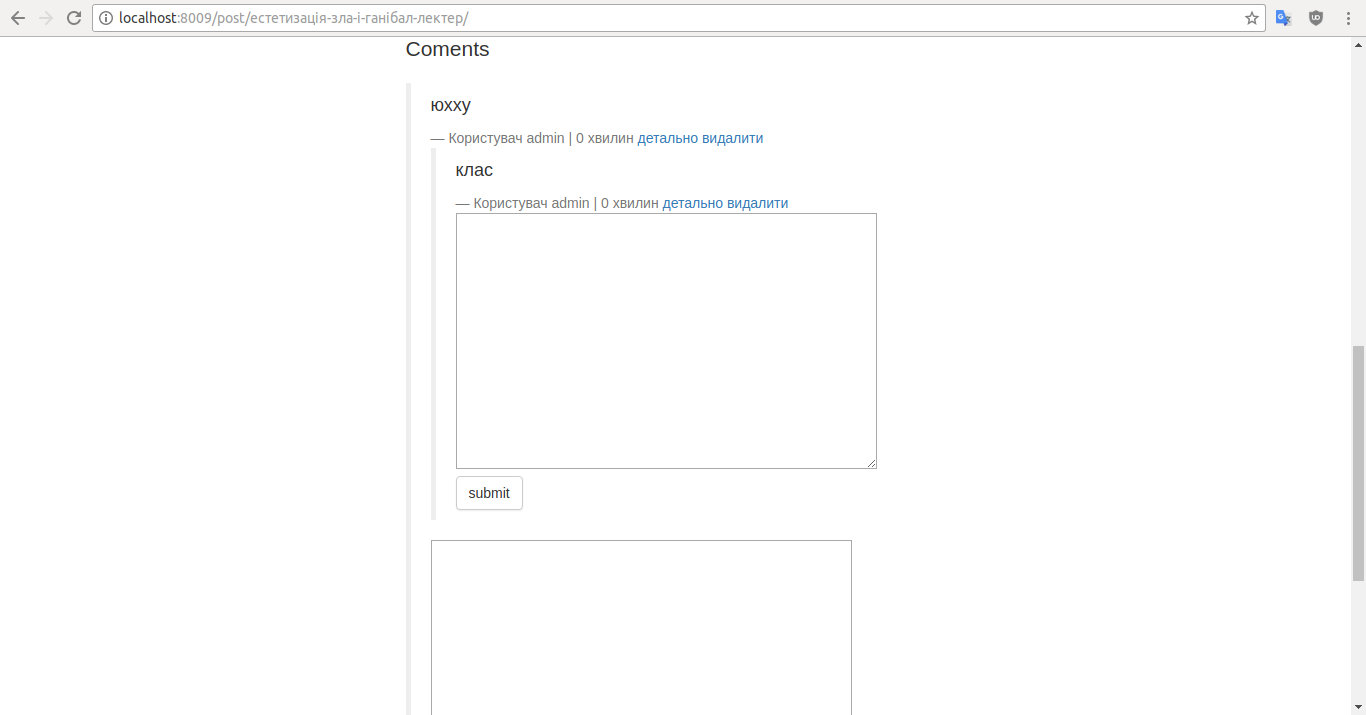 localhost:8009/post/естетизація-зла-і-ганібал-лектер/
Coments
юхху
— Користувач admin | 0 хвилин детально видалити
клас
— Користувач admin | 0 хвилин детально видалити
submit